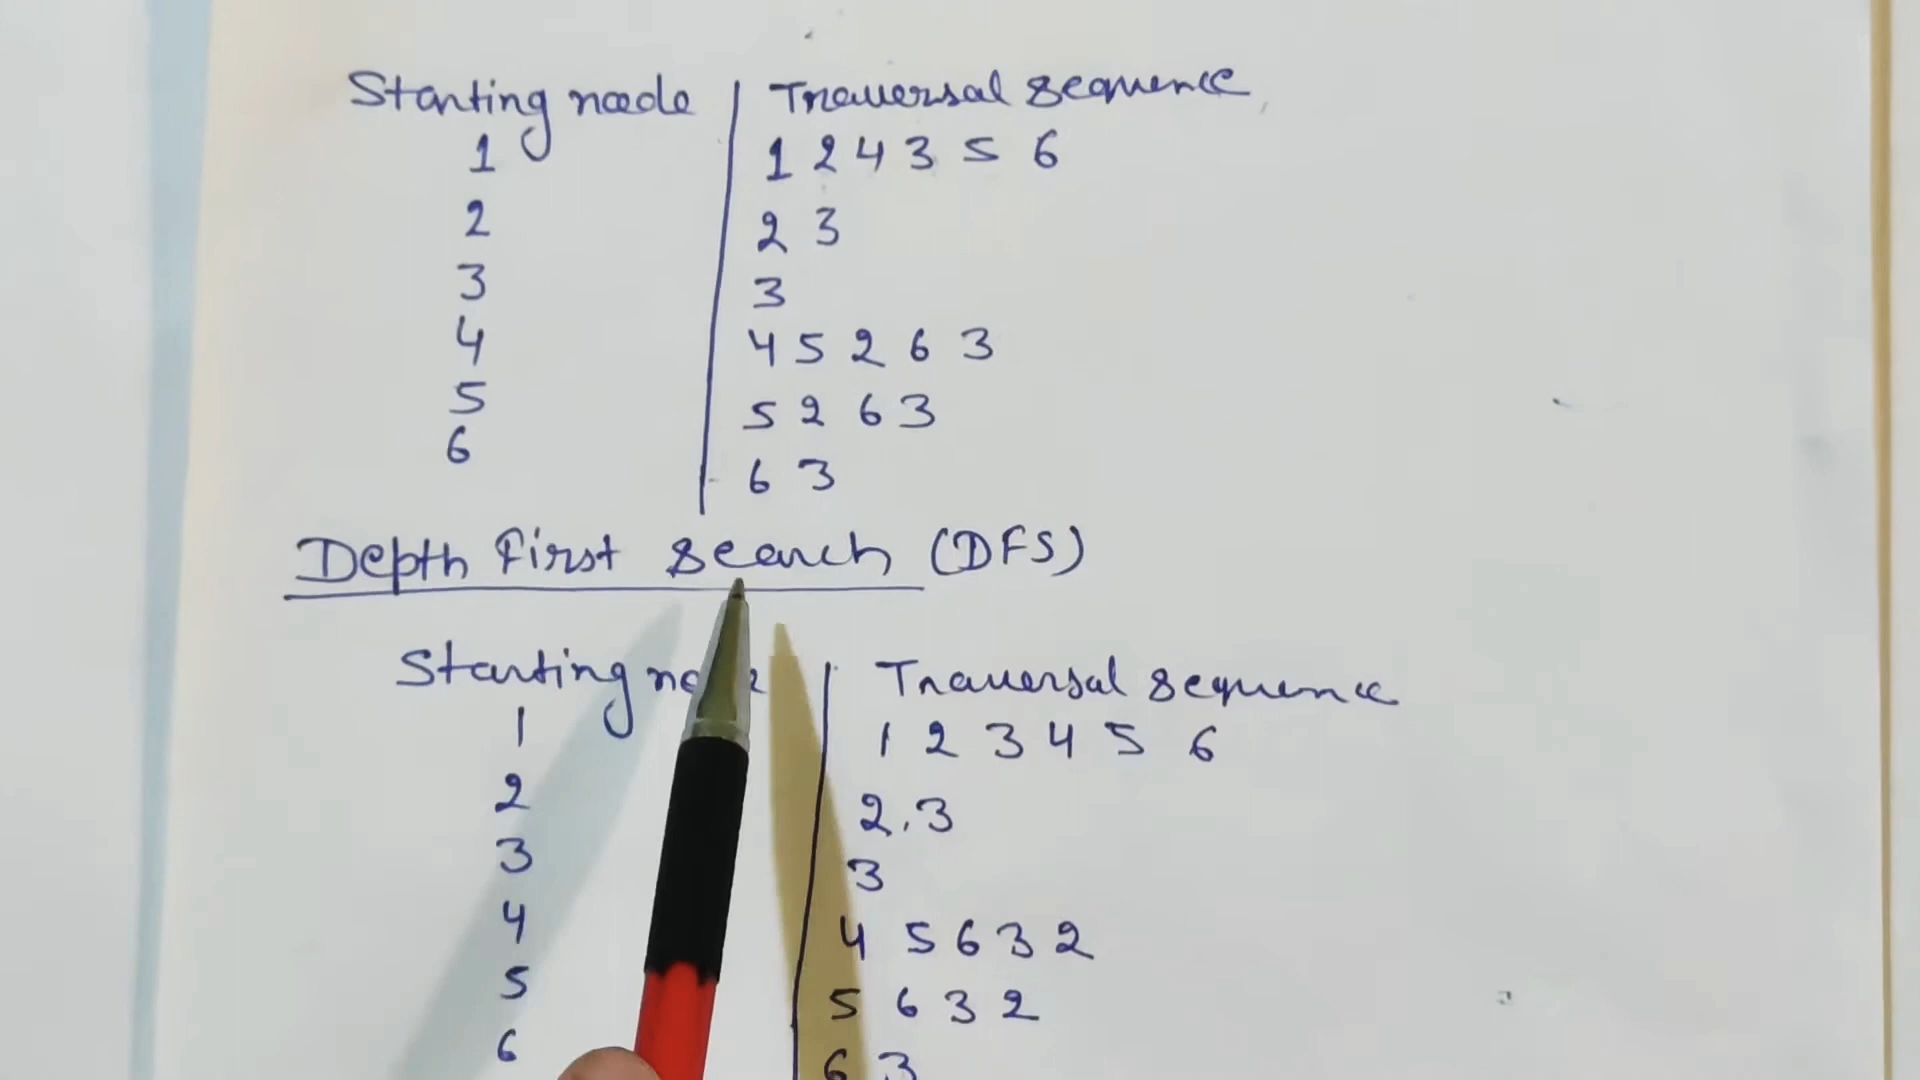 Starting node | Traversal sequence
1 | 1 2 4 3 5 6
2 | 2 3
3 | 3
4 | 4 5 2 6 3
5 | 5 2 6 3
6 | 6 3
Depth First Search (DFS)
Starting | Traversal sequence
1 | 1 2 3 4 5 6
2 | 2, 3
3 | 3
4 | 4 5 6 3 2
5 | 5 6 3 2
6 | 6 3